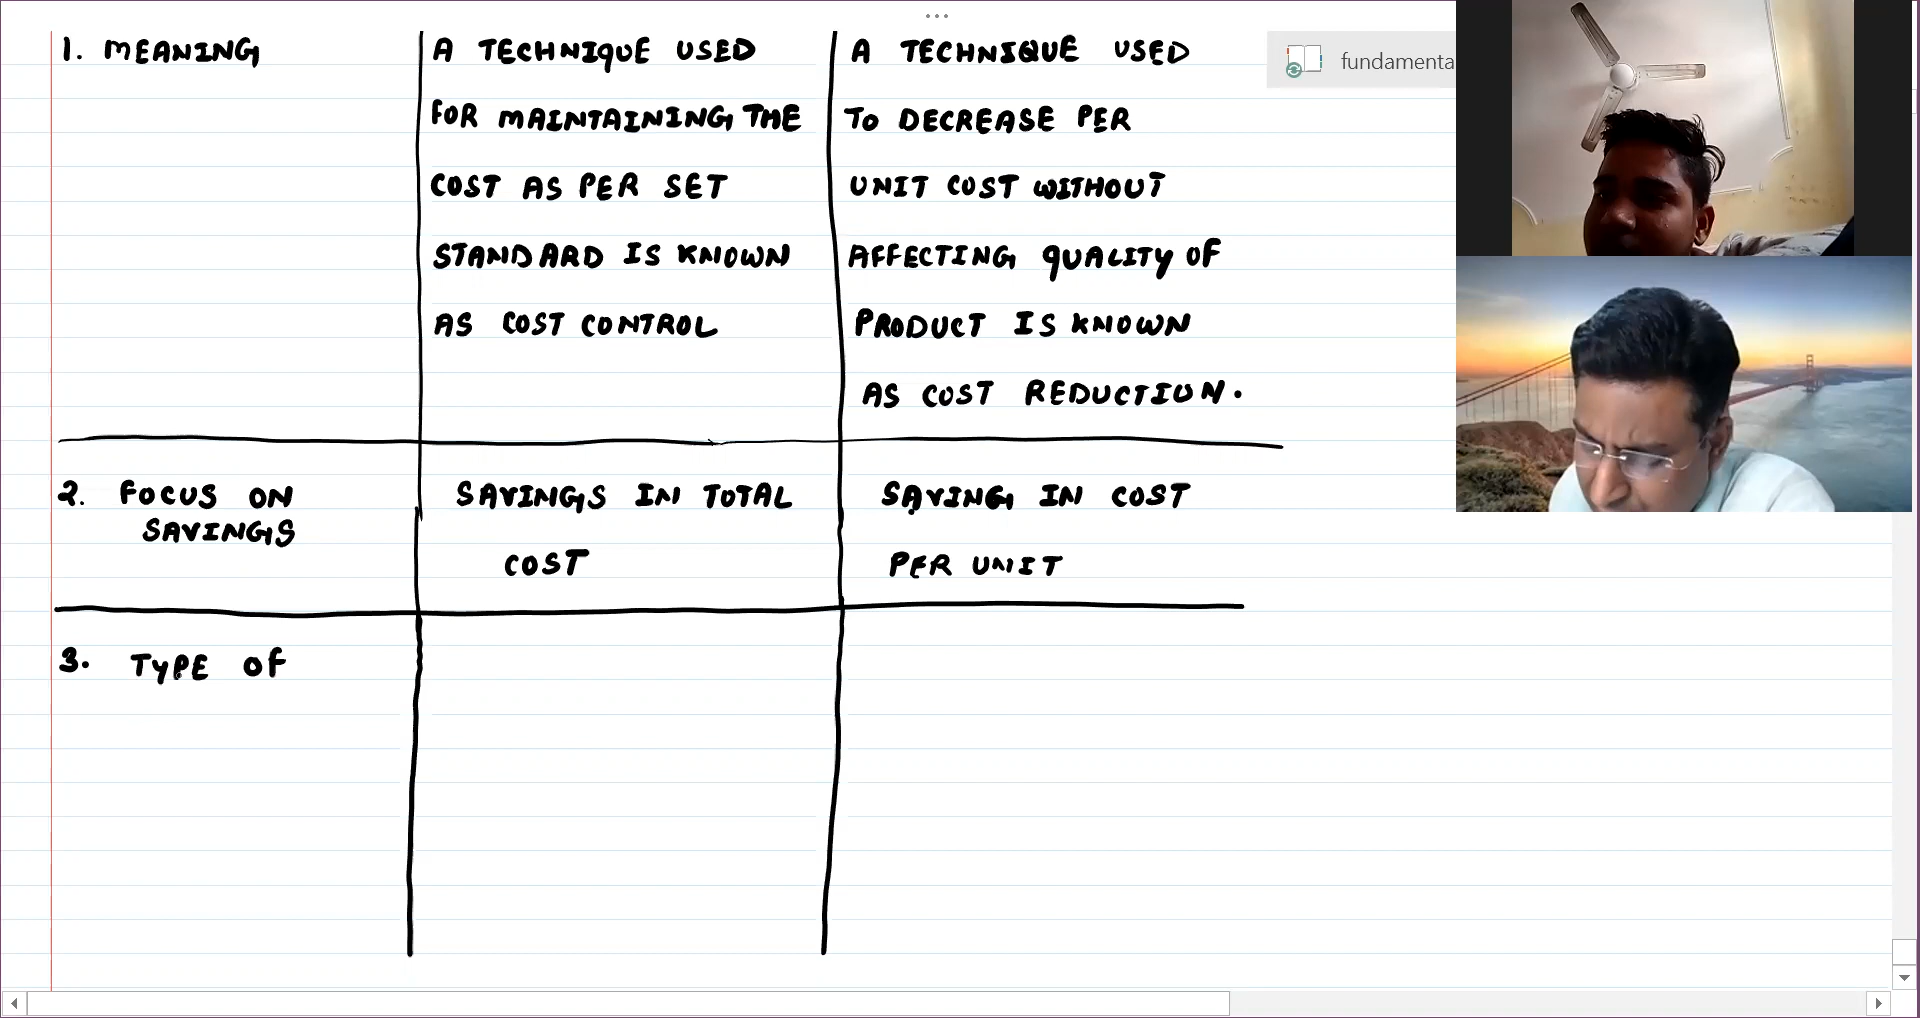 1. MEANING
A TECHNIQUE USED
FOR MAINTAINING THE
COST AS PER SET
STANDARD IS KNOWN
AS COST CONTROL
A TECHNIQUE USED
TO DECREASE PER
UNIT COST WITHOUT
AFFECTING QUALITY OF
PRODUCT IS KNOWN
AS COST REDUCTION.
fundamenta
2. FOCUS ON
SAVINGS
SAVINGS IN TOTAL
COST
SAVING IN COST
PER UNIT
3. TYPE OF